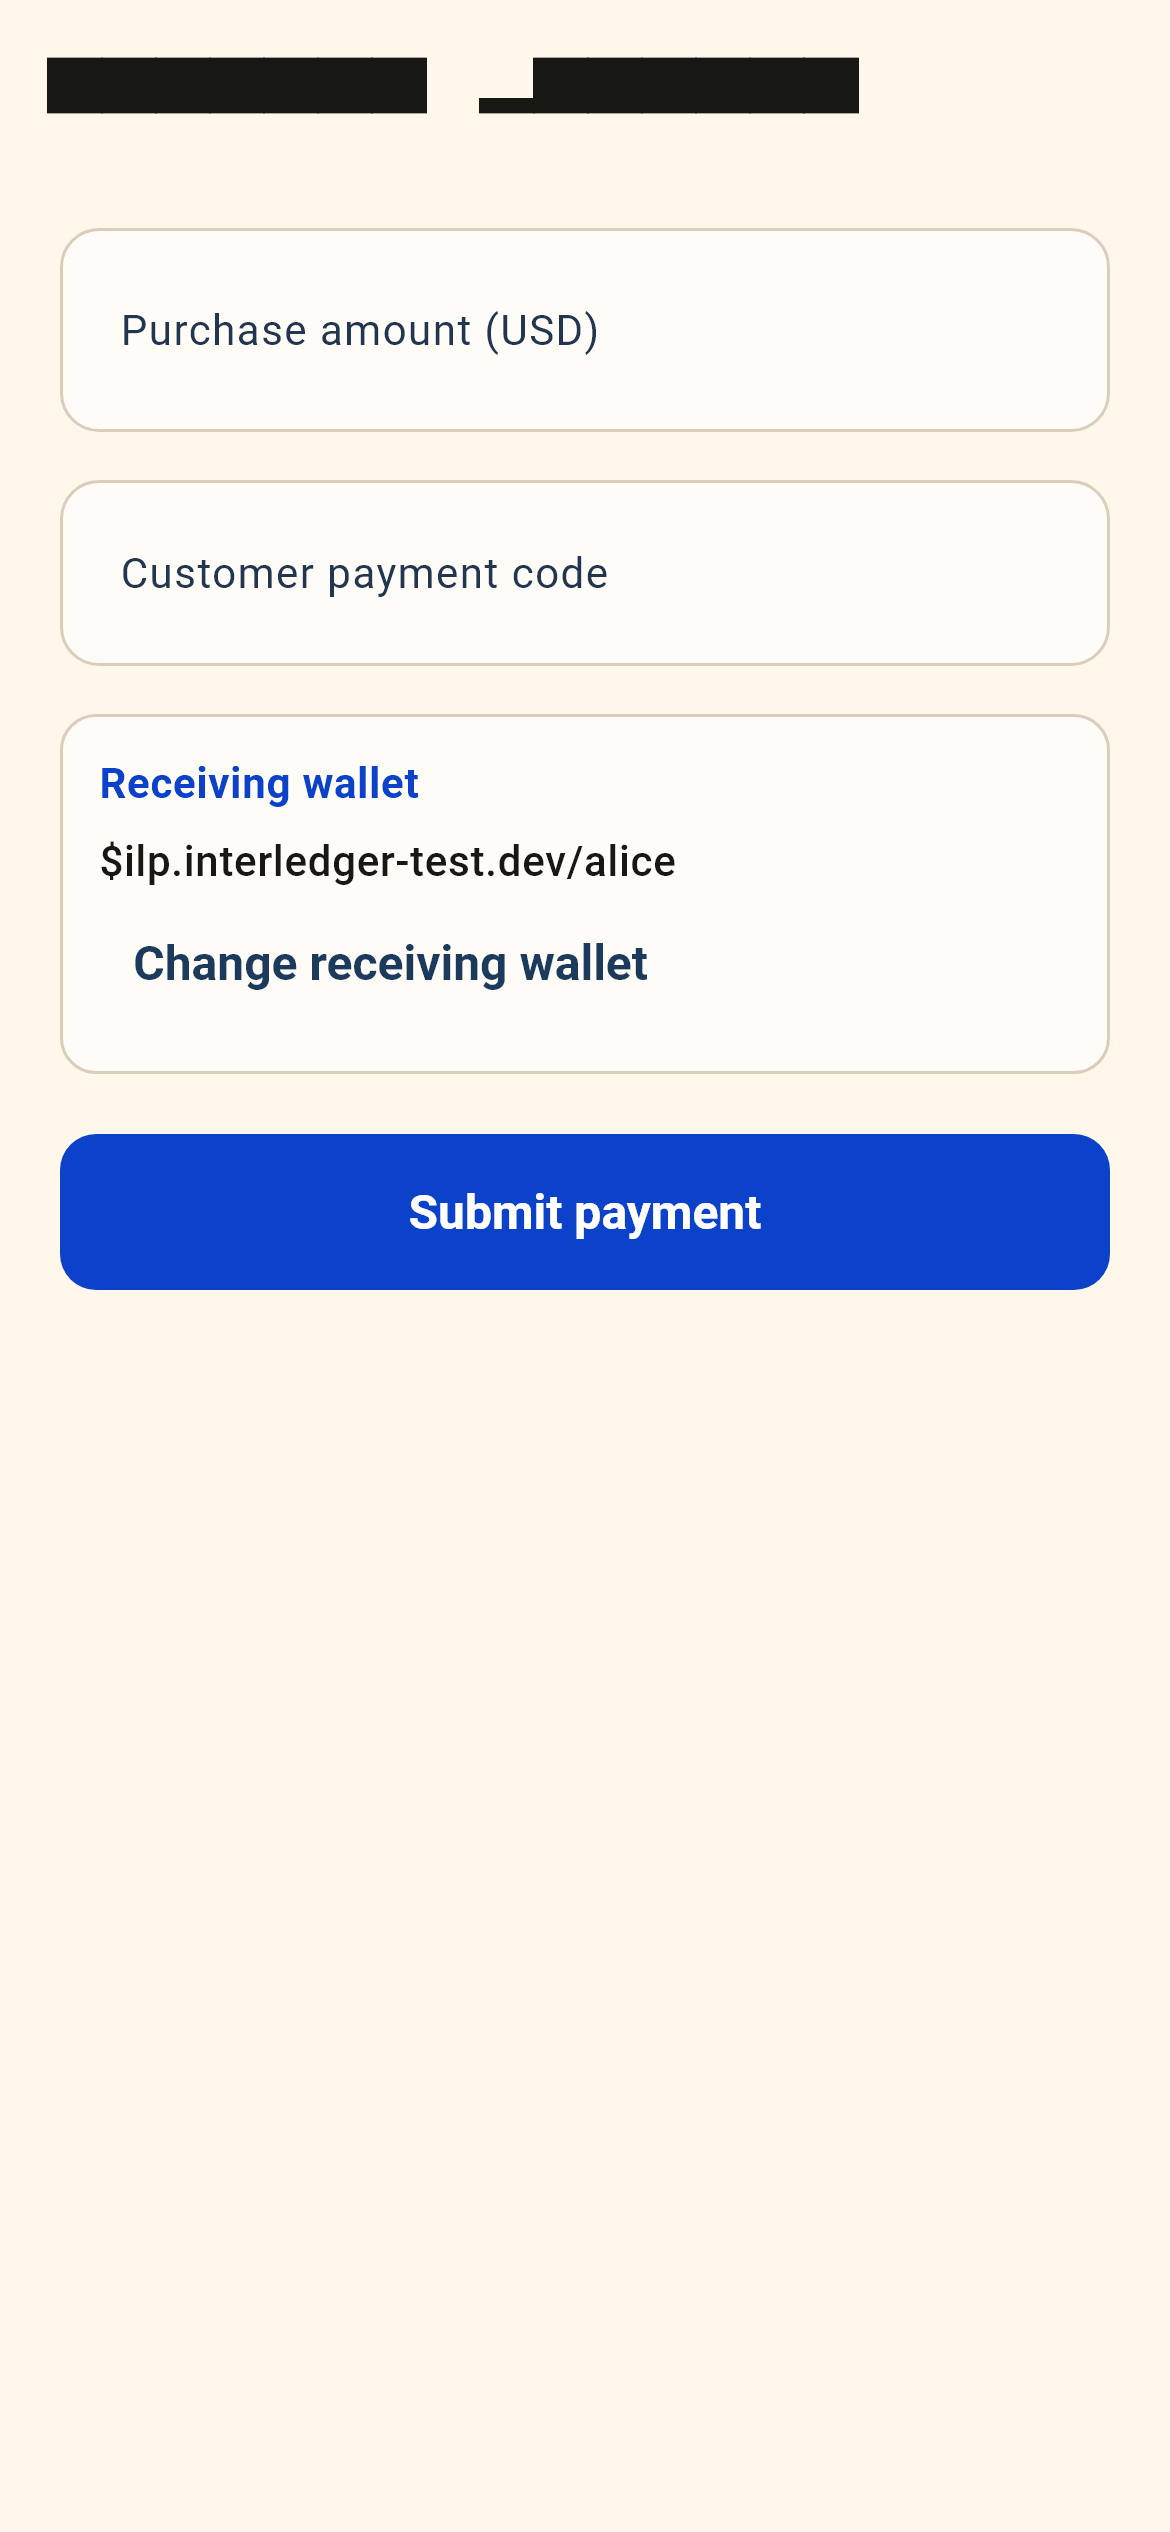 Purchase amount (USD)
Customer payment code
Receiving wallet
$ilp.interledger-test.dev/alice
Change receiving wallet
Submit payment